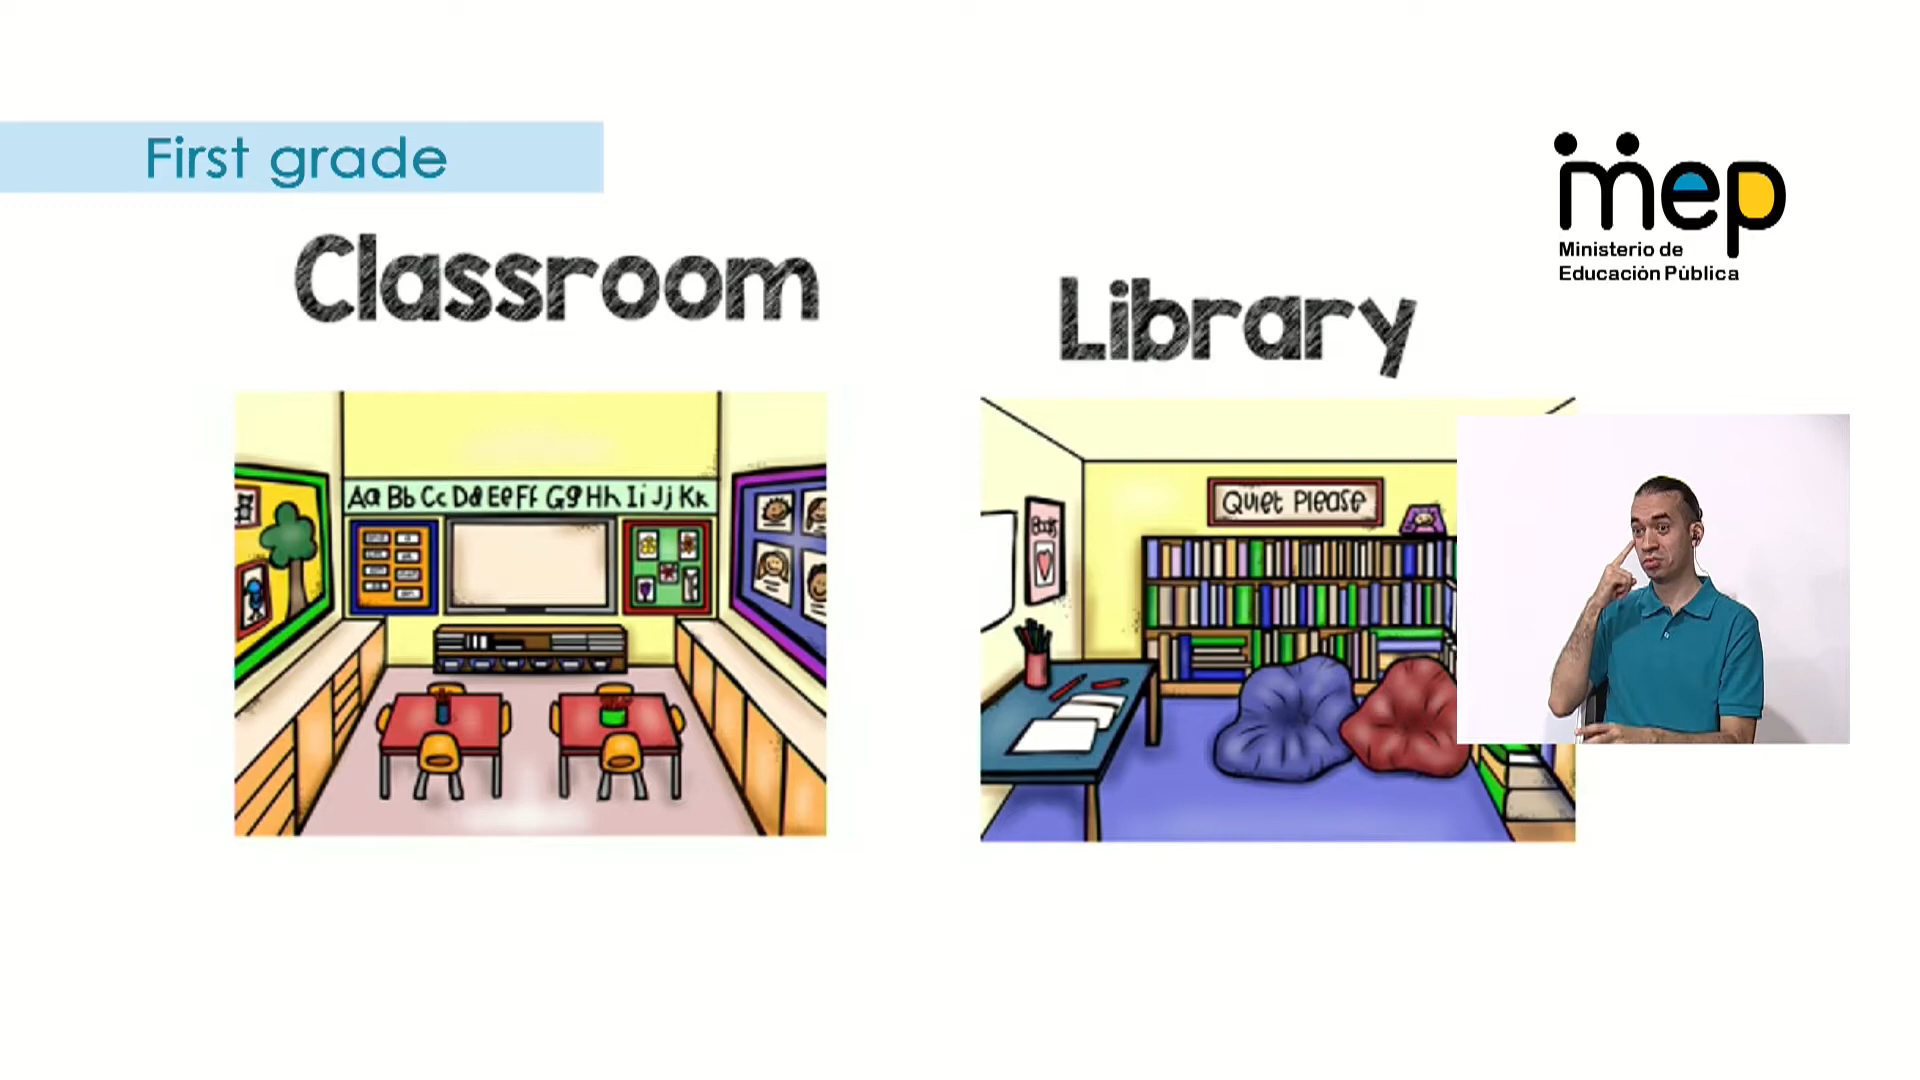 First grade
mep
Ministerio de
Educación Pública
Classroom
Library
Aa Bb Cc Dd Ee Ff Gg Hh Ii Jj Kk
Quiet Please
Books